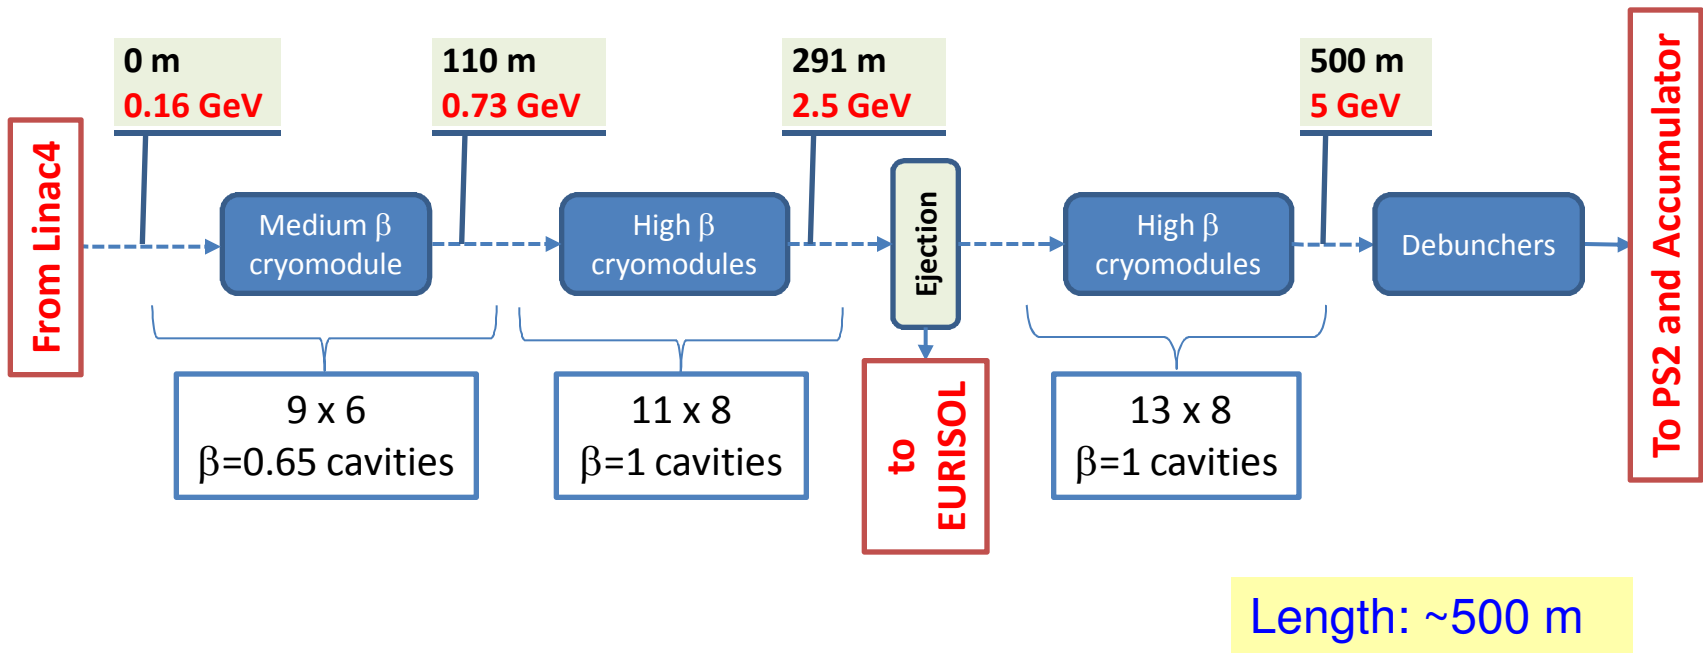 From Linac4
0 m
0.16 GeV
110 m
0.73 GeV
291 m
2.5 GeV
500 m
5 GeV
Medium β
cryomodule
High β
cryomodules
Ejection
High β
cryomodules
Debunchers
To PS2 and Accumulator
9 x 6
β=0.65 cavities
11 x 8
β=1 cavities
to
EURISOL
13 x 8
β=1 cavities
Length: ~500 m